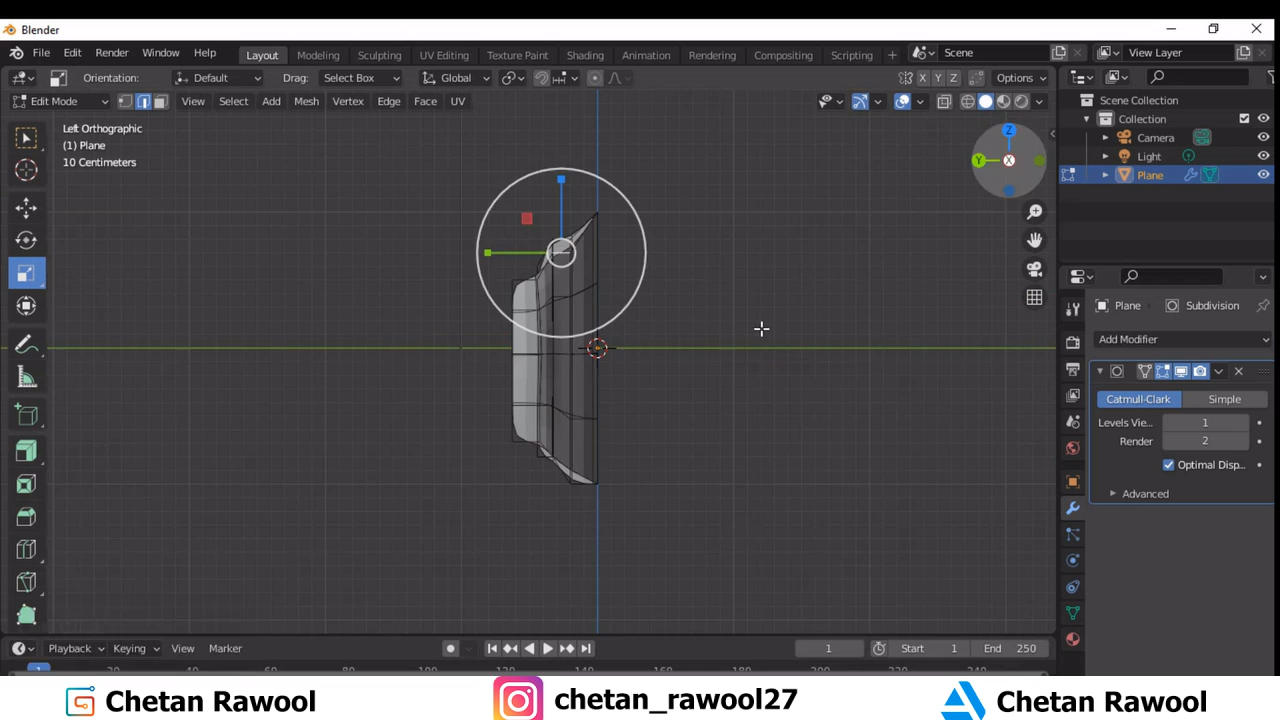 Blender
File Edit Render Window Help Layout Modeling Sculpting UV Editing Texture Paint Shading Animation Rendering Compositing Scripting + Scene View Layer
Orientation: Default Drag: Select Box Global X Y Z Options
Edit Mode View Select Add Mesh Vertex Edge Face UV
Left Orthographic
(1) Plane
10 Centimeters
Z
Y
X
Scene Collection
Collection
Camera
Light
Plane
Plane Subdivision
Add Modifier
Catmull-Clark Simple
Levels Vie... 1
Render 2
Optimal Disp...
Advanced
Playback Keying View Marker 1 Start 1 End 250
1
Chetan Rawool chetan_rawool27 Chetan Rawool